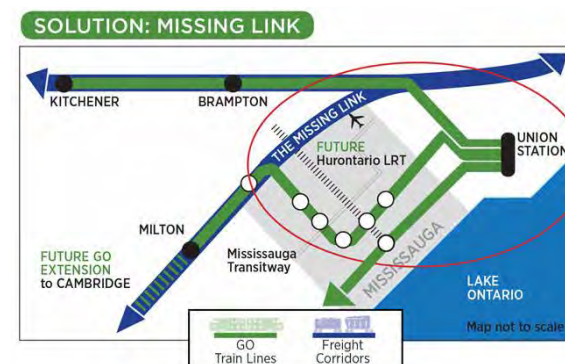 SOLUTION: MISSING LINK
KITCHENER
BRAMPTON
THE MISSING LINK
FUTURE
Hurontario LRT
UNION
STATION
MILTON
FUTURE GO
EXTENSION
to CAMBRIDGE
Mississauga
Transitway
MISSISSAUGA
LAKE
ONTARIO
Map not to scale
GO
Train Lines
Freight
Corridors